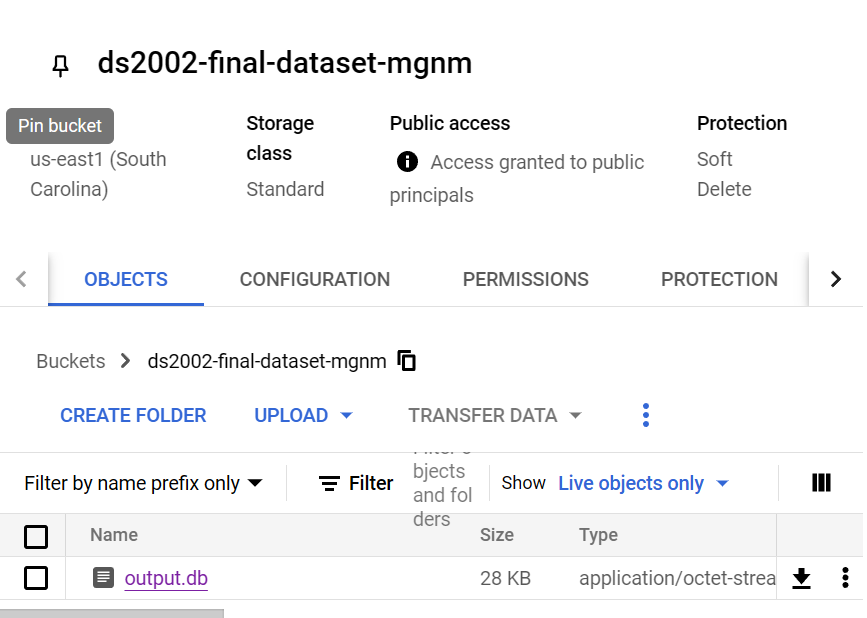 ds2002-final-dataset-mgnm
Pin bucket
us-east1 (South
Carolina)
Storage
class
Standard
Public access
Access granted to public
principals
Protection
Soft
Delete
OBJECTS CONFIGURATION PERMISSIONS PROTECTION
Buckets ds2002-final-dataset-mgnm
CREATE FOLDER UPLOAD TRANSFER DATA
Filter by name prefix only Filter
bjects
and fol
ders
Show Live objects only
Name Size Type
output.db 28 KB application/octet-strea